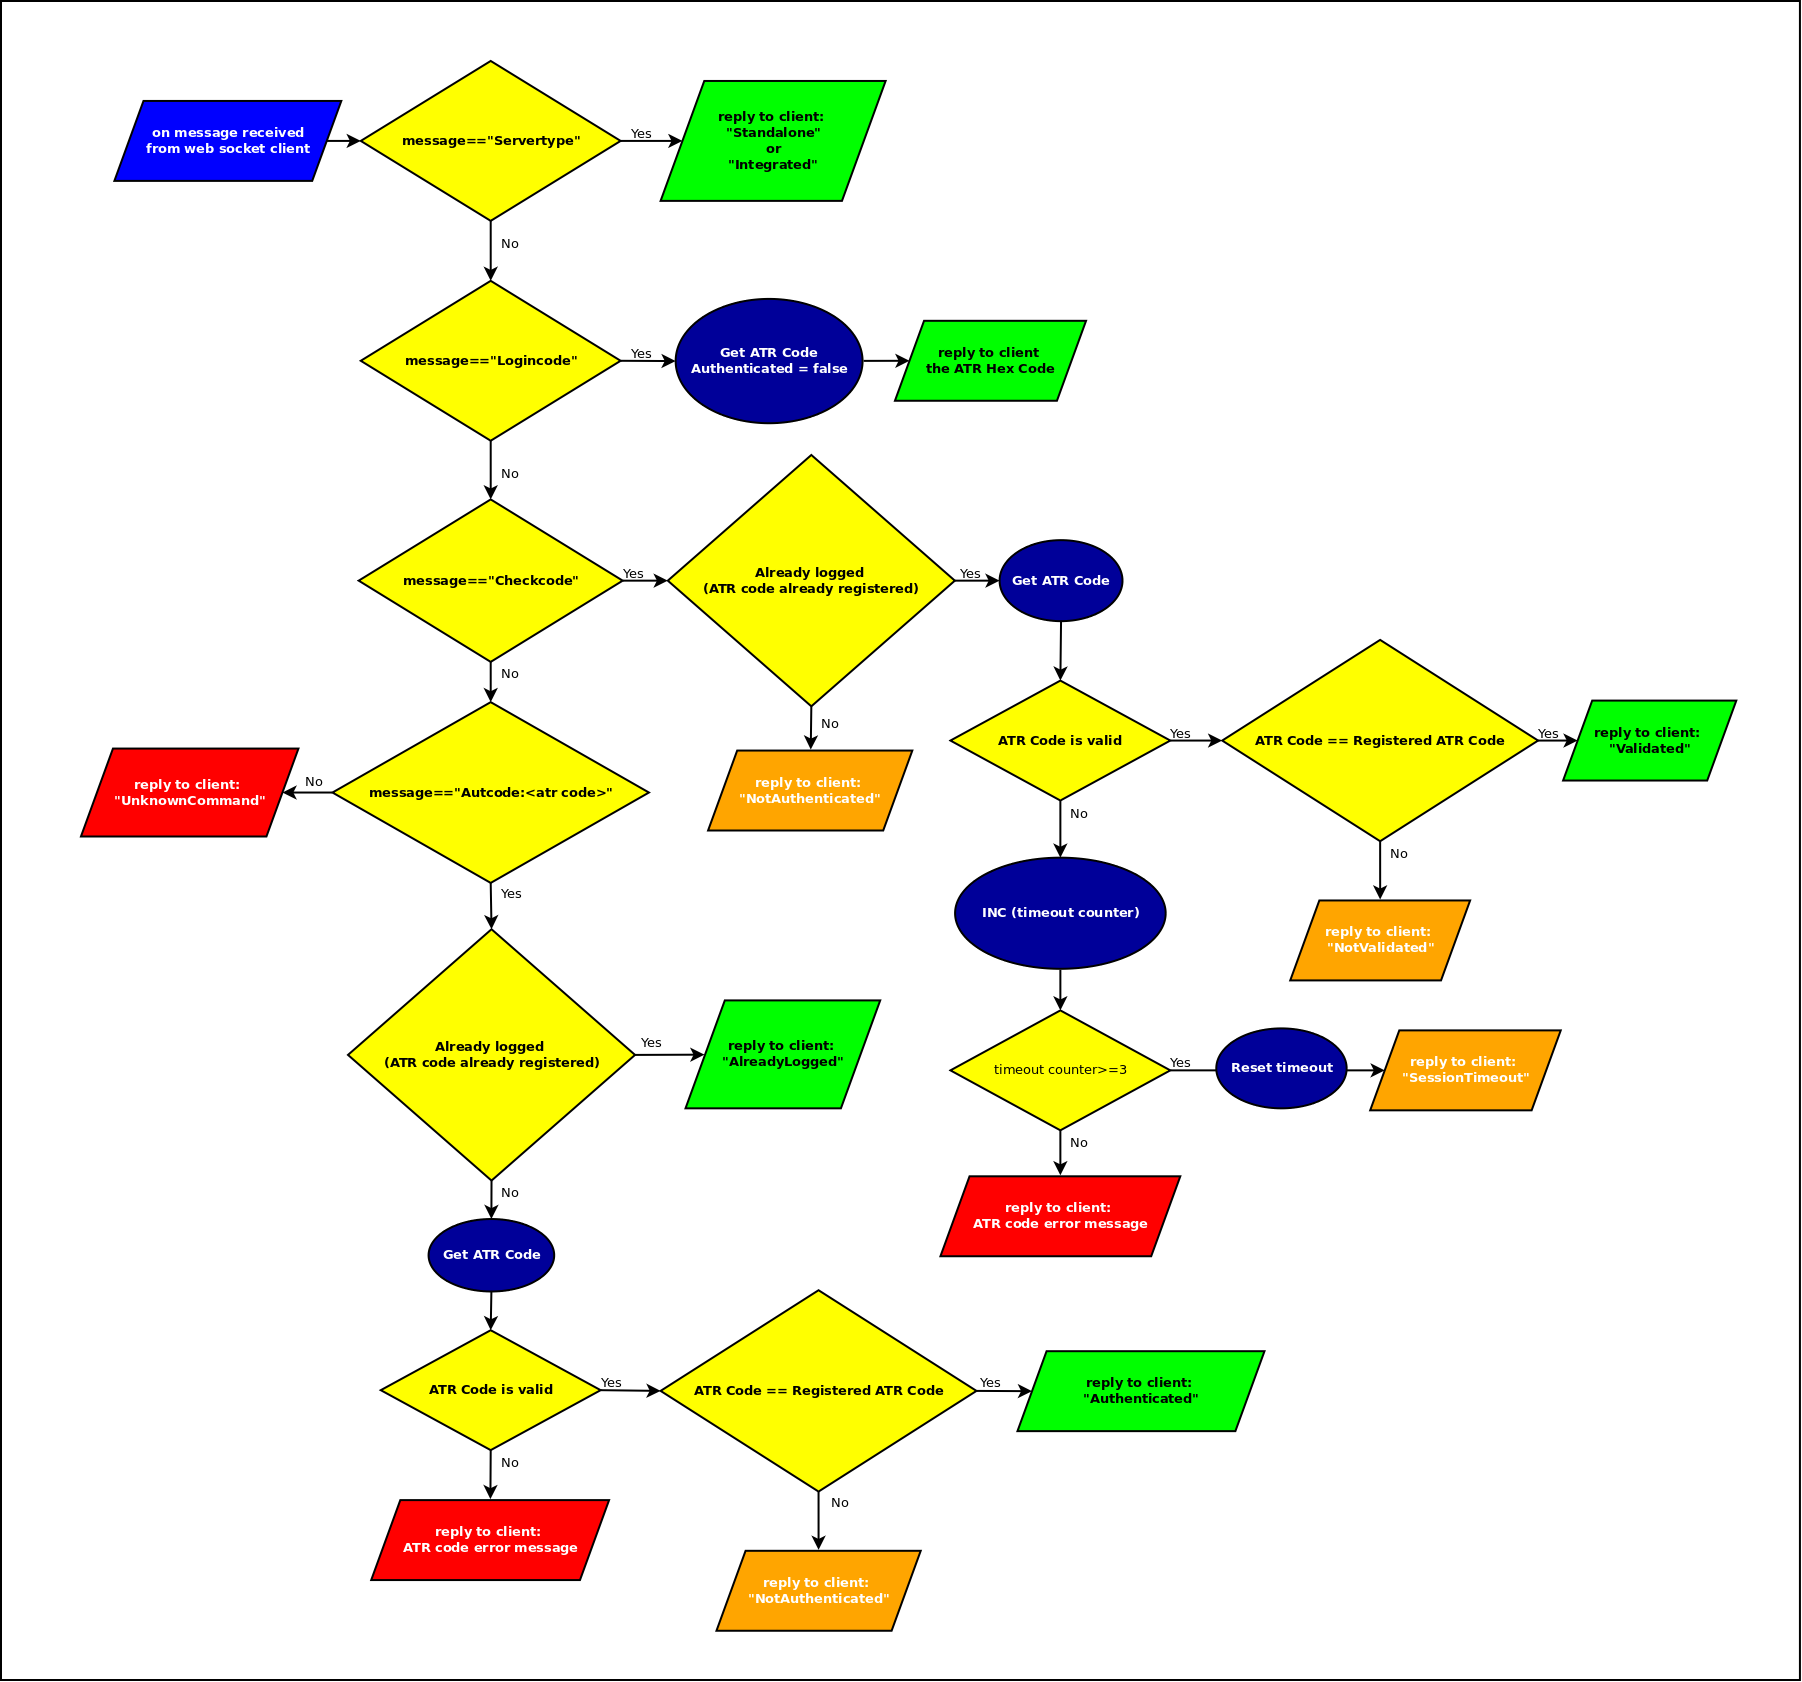 on message received
from web socket client
message=="Servertype"
Yes
reply to client:
"Standalone"
or
"Integrated"
No
message=="Logincode"
Yes
Get ATR Code
Authenticated = false
reply to client
the ATR Hex Code
No
message=="Checkcode"
Yes
Already logged
(ATR code already registered)
Yes
Get ATR Code
No
reply to client:
"NotAuthenticated"
ATR Code is valid
Yes
ATR Code == Registered ATR Code
Yes
reply to client:
"Validated"
No
reply to client:
"NotValidated"
No
INC (timeout counter)
timeout counter>=3
Yes
Reset timeout
reply to client:
"SessionTimeout"
No
reply to client:
ATR code error message
No
message=="Autcode:<atr code>"
No
reply to client:
"UnknownCommand"
Yes
Already logged
(ATR code already registered)
Yes
reply to client:
"AlreadyLogged"
No
Get ATR Code
ATR Code is valid
Yes
ATR Code == Registered ATR Code
Yes
reply to client:
"Authenticated"
No
reply to client:
ATR code error message
No
reply to client:
"NotAuthenticated"